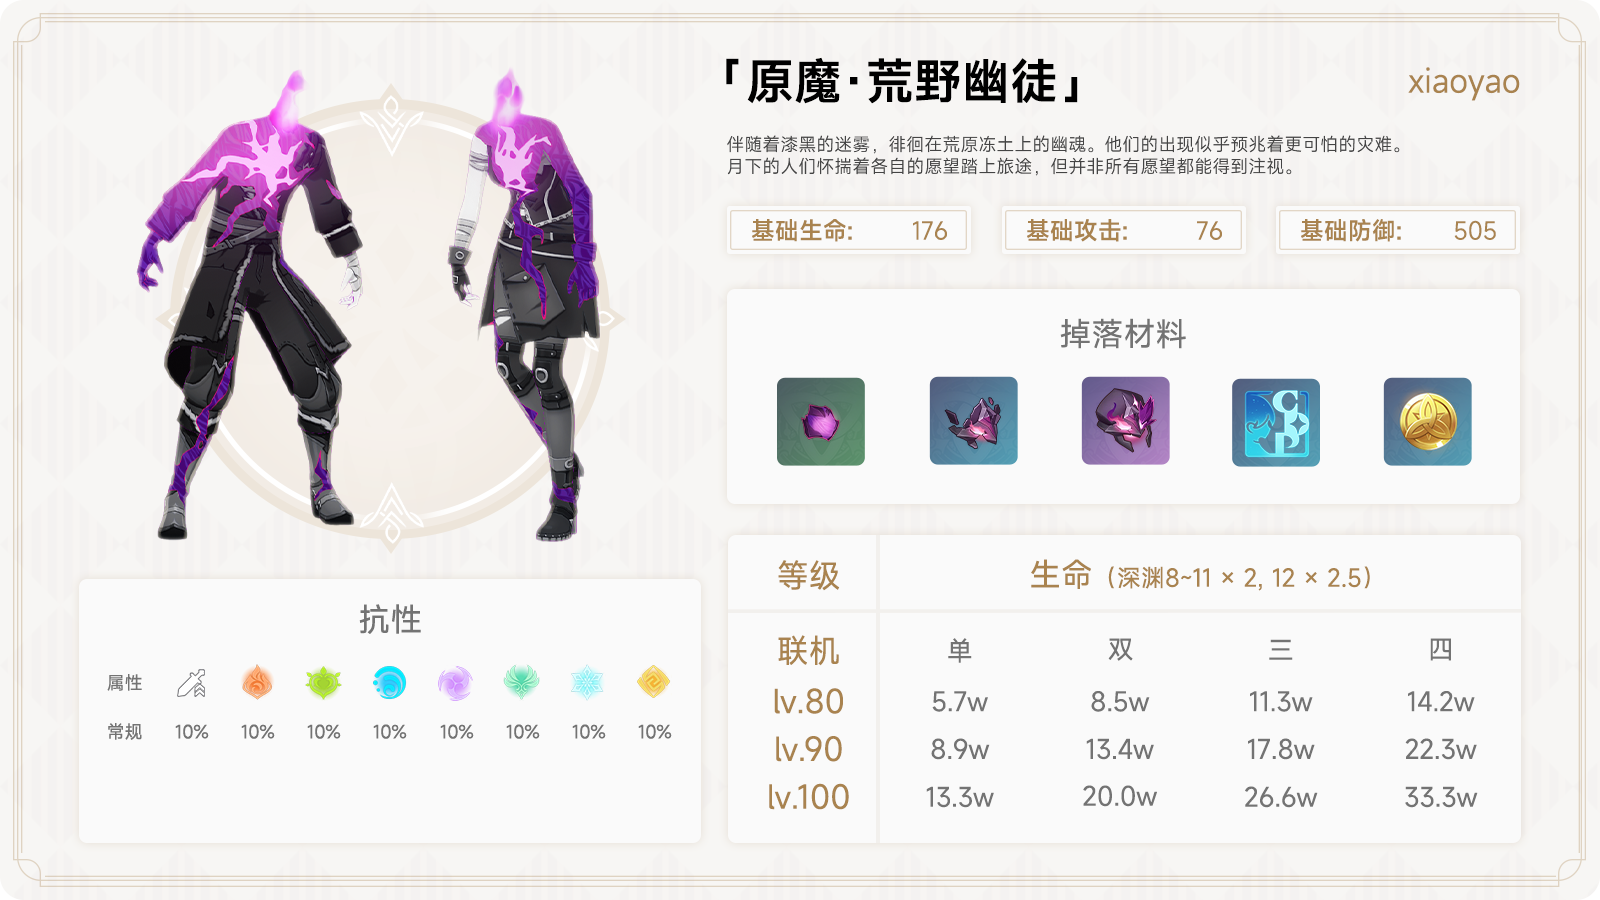 「原魔·荒野幽徒」
xiaoyao
伴随着漆黑的迷雾，徘徊在荒原冻土上的幽魂。他们的出现似乎预兆着更可怕的灾难。
月下的人们怀揣着各自的愿望踏上旅途，但并非所有愿望都能得到注视。
基础生命: 176
基础攻击: 76
基础防御: 505
掉落材料
抗性
属性
常规 10% 10% 10% 10% 10% 10% 10% 10%
等级 生命（深渊8~11 × 2, 12 × 2.5）
联机 单 双 三 四
lv.80 5.7w 8.5w 11.3w 14.2w
lv.90 8.9w 13.4w 17.8w 22.3w
lv.100 13.3w 20.0w 26.6w 33.3w